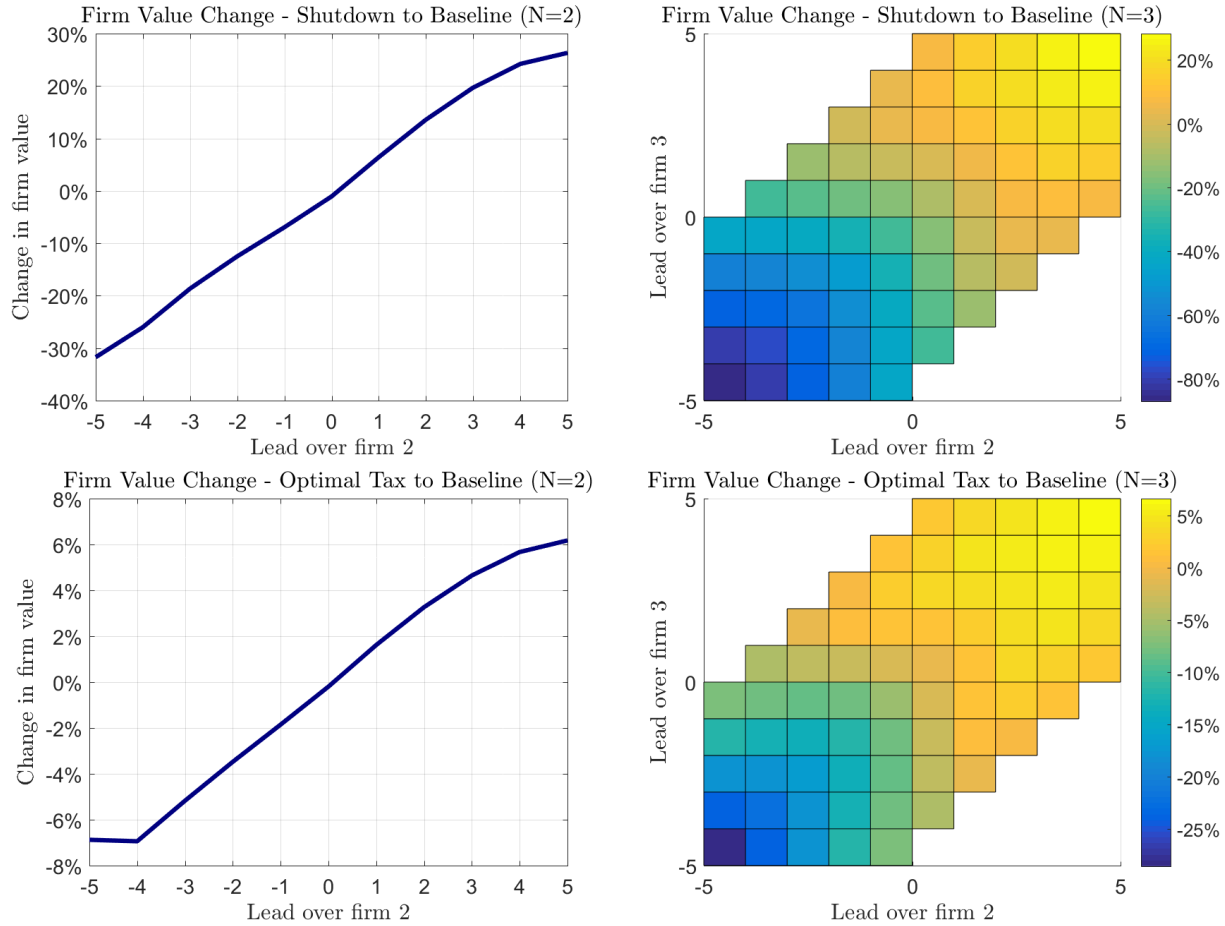 Firm Value Change - Shutdown to Baseline (N=2)
30%
20%
10%
0%
-10%
-20%
-30%
-40%
Change in firm value
-5 -4 -3 -2 -1 0 1 2 3 4 5
Lead over firm 2
Firm Value Change - Shutdown to Baseline (N=3)
5
0
-5
Lead over firm 3
-5 0 5
Lead over firm 2
20%
0%
-20%
-40%
-60%
-80%
Firm Value Change - Optimal Tax to Baseline (N=2)
8%
6%
4%
2%
0%
-2%
-4%
-6%
-8%
Change in firm value
-5 -4 -3 -2 -1 0 1 2 3 4 5
Lead over firm 2
Firm Value Change - Optimal Tax to Baseline (N=3)
5
0
-5
Lead over firm 3
-5 0 5
Lead over firm 2
5%
0%
-5%
-10%
-15%
-20%
-25%